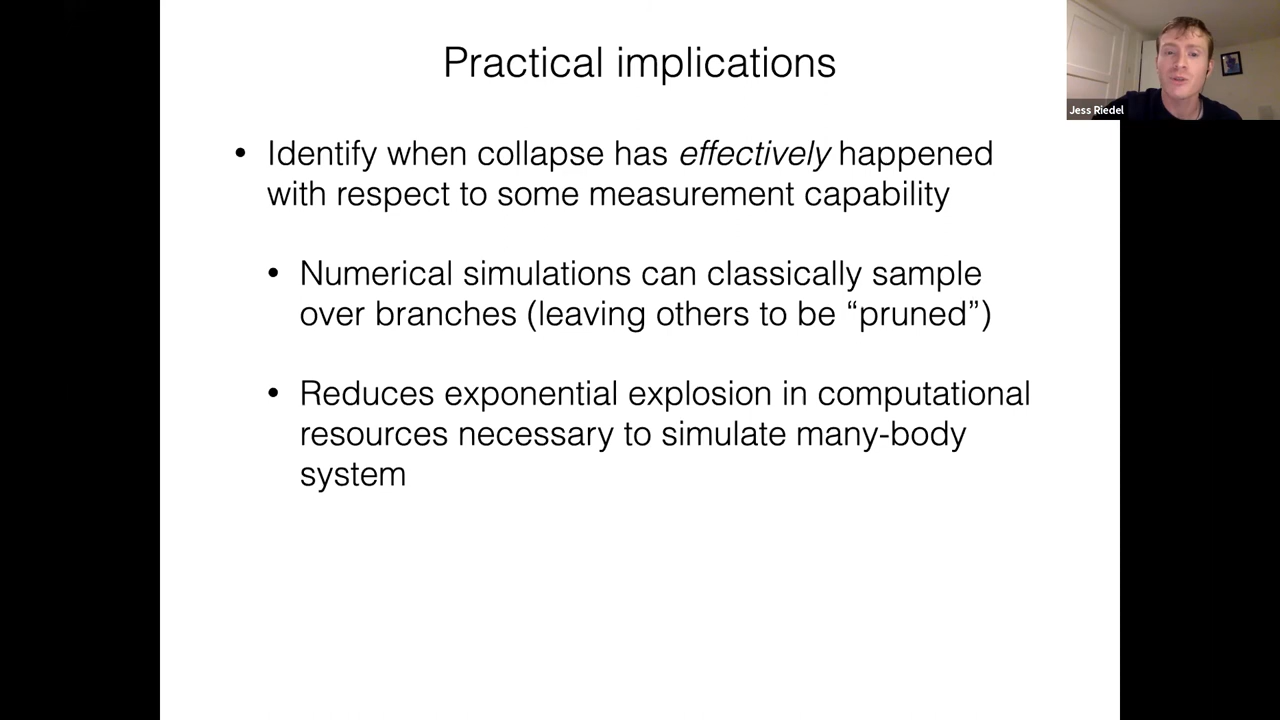 Practical implications
Jess Riedel
• Identify when collapse has effectively happened
with respect to some measurement capability
• Numerical simulations can classically sample
over branches (leaving others to be “pruned”)
• Reduces exponential explosion in computational
resources necessary to simulate many-body
system